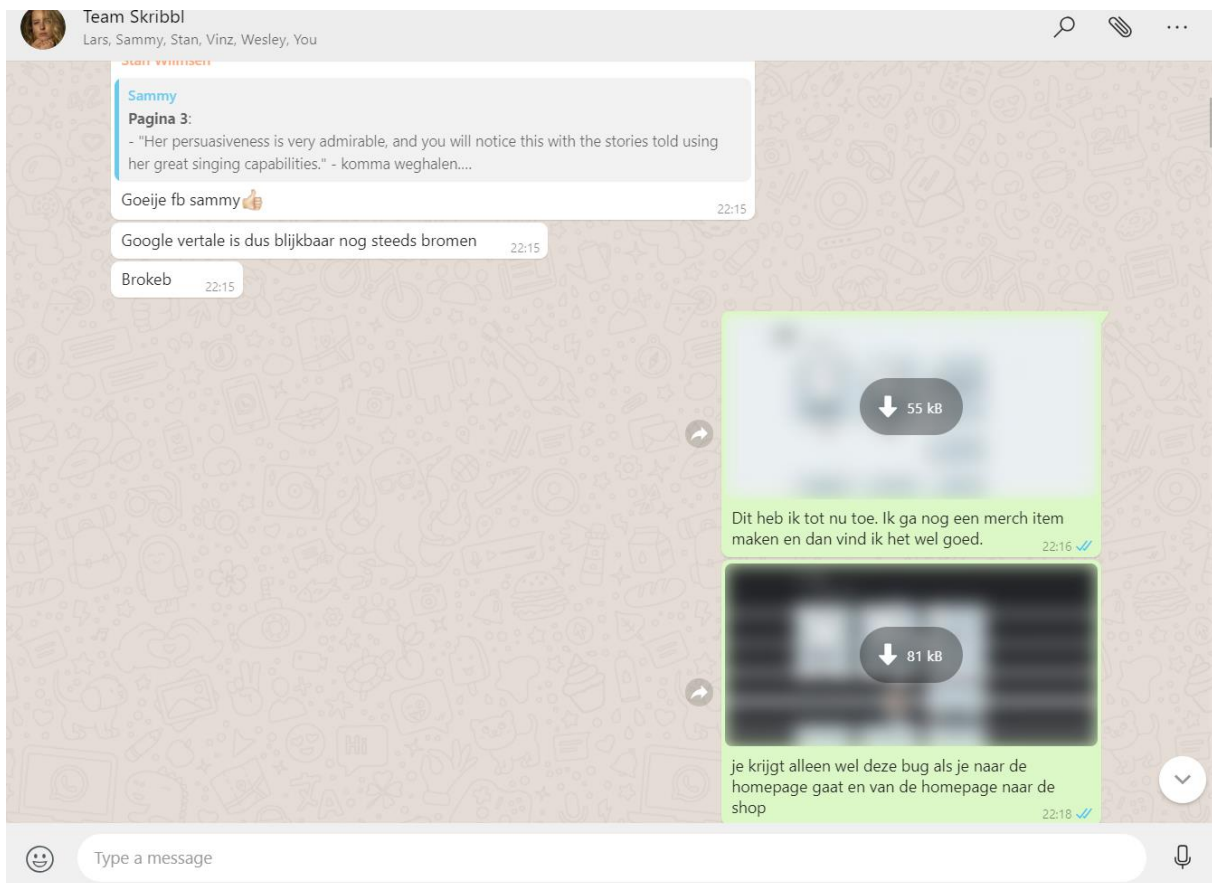 Team Skribbl
Lars, Sammy, Stan, Vinz, Wesley, You
Stan Wilmsen
Sammy
Pagina 3:
- "Her persuasiveness is very admirable, and you will notice this with the stories told using
her great singing capabilities." - komma weghalen....
Goeije fb sammy👍🏻
22:15
Google vertale is dus blijkbaar nog steeds bromen
22:15
Brokeb
22:15
55 kB
Dit heb ik tot nu toe. Ik ga nog een merch item
maken en dan vind ik het wel goed.
22:16
81 kB
je krijgt alleen wel deze bug als je naar de
homepage gaat en van de homepage naar de
shop
22:18
Type a message